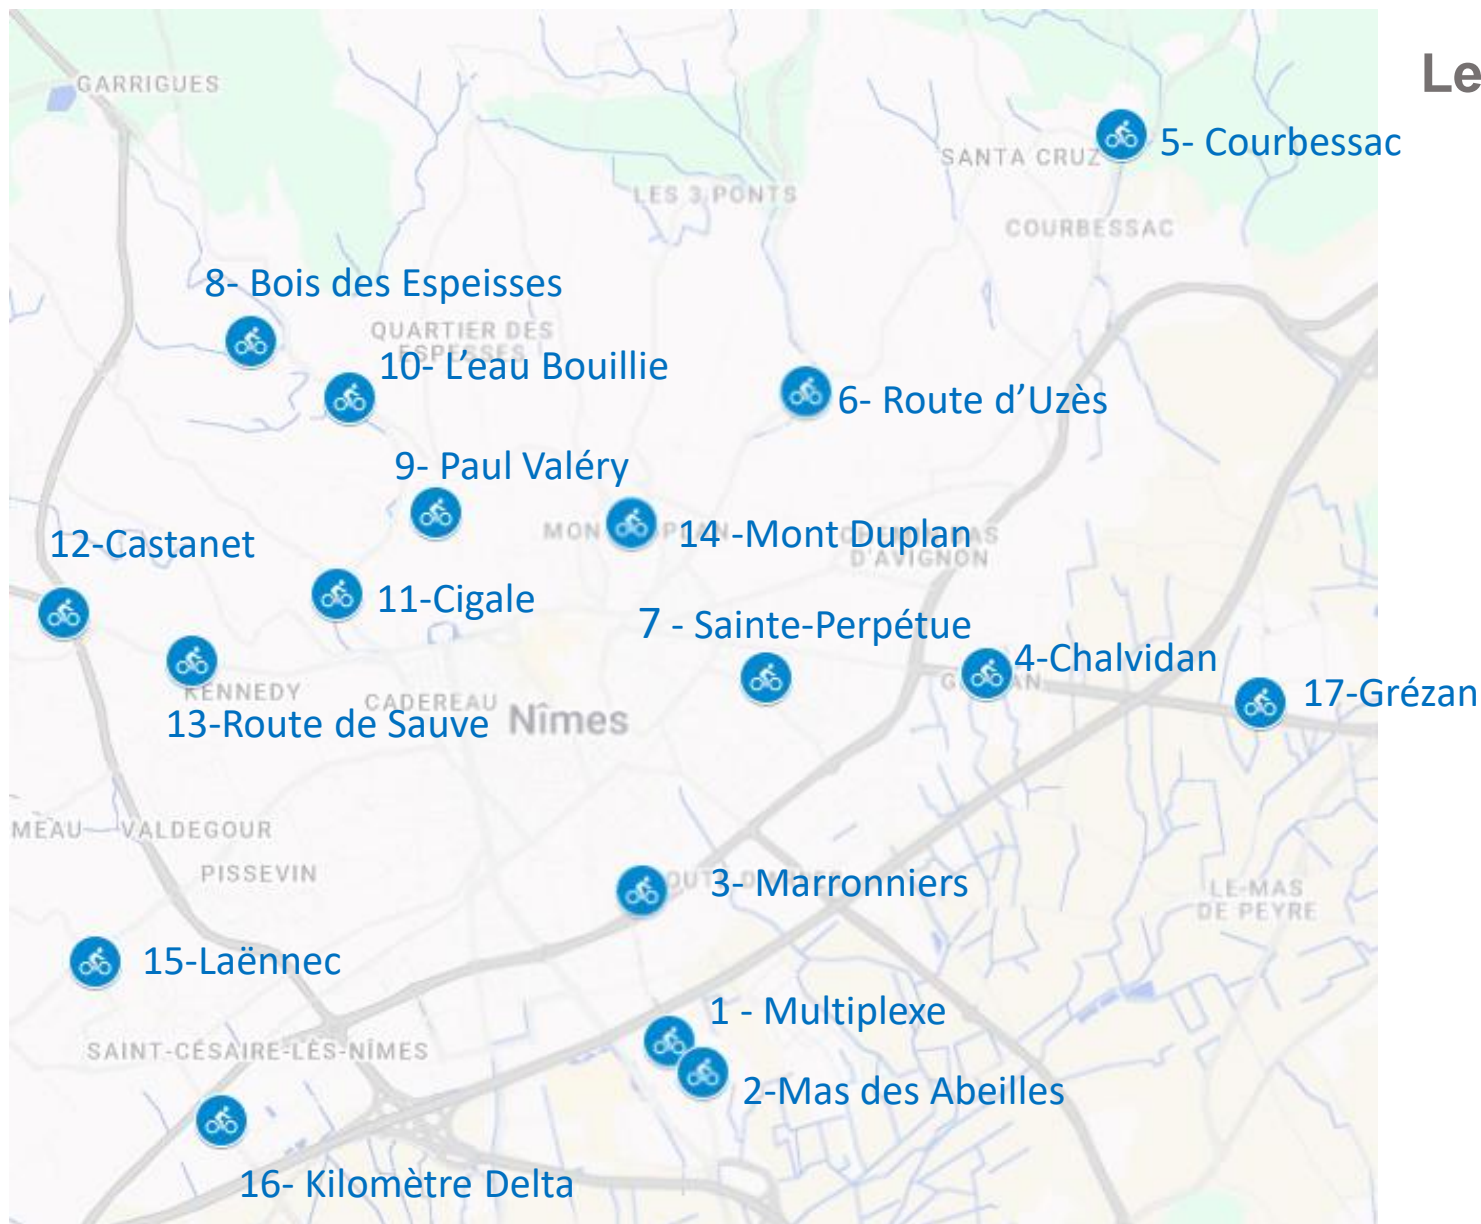 Le
GARRIGUES
5- Courbessac
SANTA CRUZ
LES 3 PONTS
COURBESSAC
8- Bois des Espeisses
QUARTIER DES
ESPESSES
10- L’eau Bouillie
6- Route d’Uzès
9- Paul Valéry
14 -Mont Duplan
D'AVIGNON
12-Castanet
11-Cigale
7 - Sainte-Perpétue
4-Chalvidan
KENNEDY
CADEREAU
17-Grézan
13-Route de Sauve
Nîmes
VALDEGOUR
PISSEVIN
3- Marronniers
LE-MAS
DE PEYRE
15-Laënnec
1 - Multiplexe
SAINT-CÉSAIRE-LÈS-NÎMES
2-Mas des Abeilles
16- Kilomètre Delta